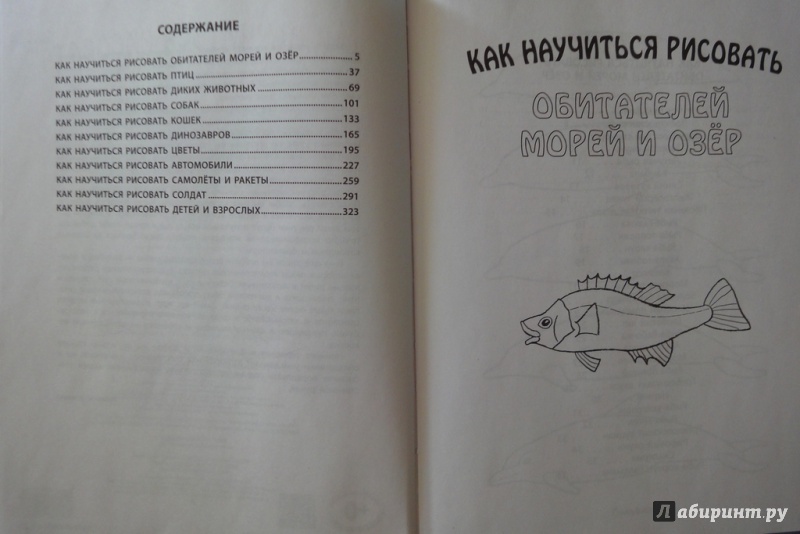 СОДЕРЖАНИЕ
КАК НАУЧИТЬСЯ РИСОВАТЬ ОБИТАТЕЛЕЙ МОРЕЙ И ОЗЁР 5
КАК НАУЧИТЬСЯ РИСОВАТЬ ПТИЦ 37
КАК НАУЧИТЬСЯ РИСОВАТЬ ДИКИХ ЖИВОТНЫХ 69
КАК НАУЧИТЬСЯ РИСОВАТЬ СОБАК 101
КАК НАУЧИТЬСЯ РИСОВАТЬ КОШЕК 133
КАК НАУЧИТЬСЯ РИСОВАТЬ ДИНОЗАВРОВ 165
КАК НАУЧИТЬСЯ РИСОВАТЬ ЦВЕТЫ 195
КАК НАУЧИТЬСЯ РИСОВАТЬ АВТОМОБИЛИ 227
КАК НАУЧИТЬСЯ РИСОВАТЬ САМОЛЁТЫ И РАКЕТЫ 259
КАК НАУЧИТЬСЯ РИСОВАТЬ СОЛДАТ 291
КАК НАУЧИТЬСЯ РИСОВАТЬ ДЕТЕЙ И ВЗРОСЛЫХ 323
КАК НАУЧИТЬСЯ РИСОВАТЬ
ОБИТАТЕЛЕЙ
МОРЕЙ И ОЗЁР
Лабиринт.ру